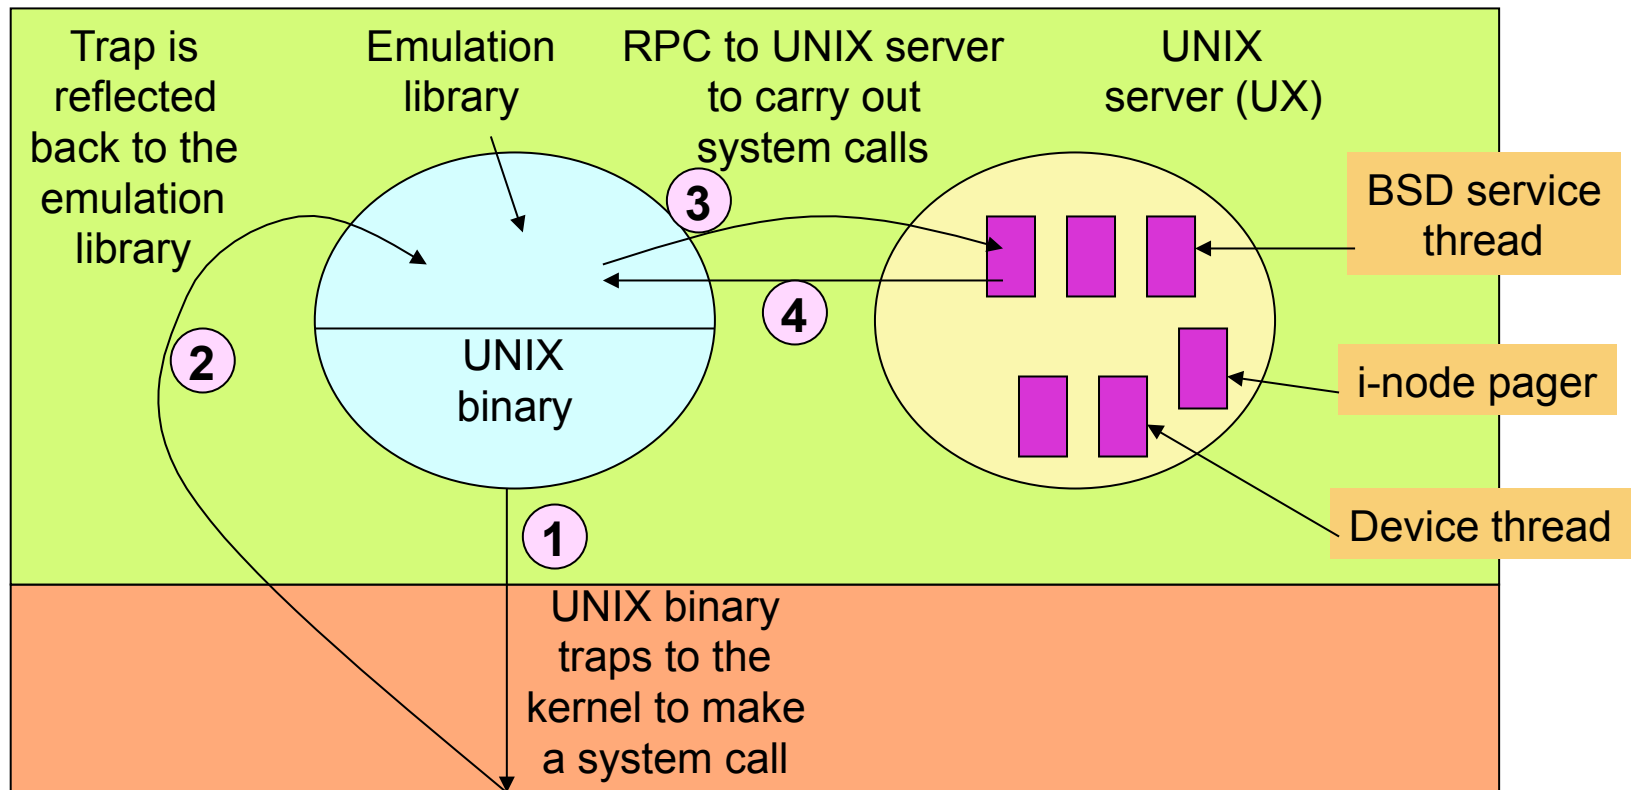 Trap is
reflected
back to the
emulation
library
Emulation
library
RPC to UNIX server
to carry out
system calls
UNIX
server (UX)
BSD service
thread
i-node pager
Device thread
3
4
2
UNIX
binary
1
UNIX binary
traps to the
kernel to make
a system call